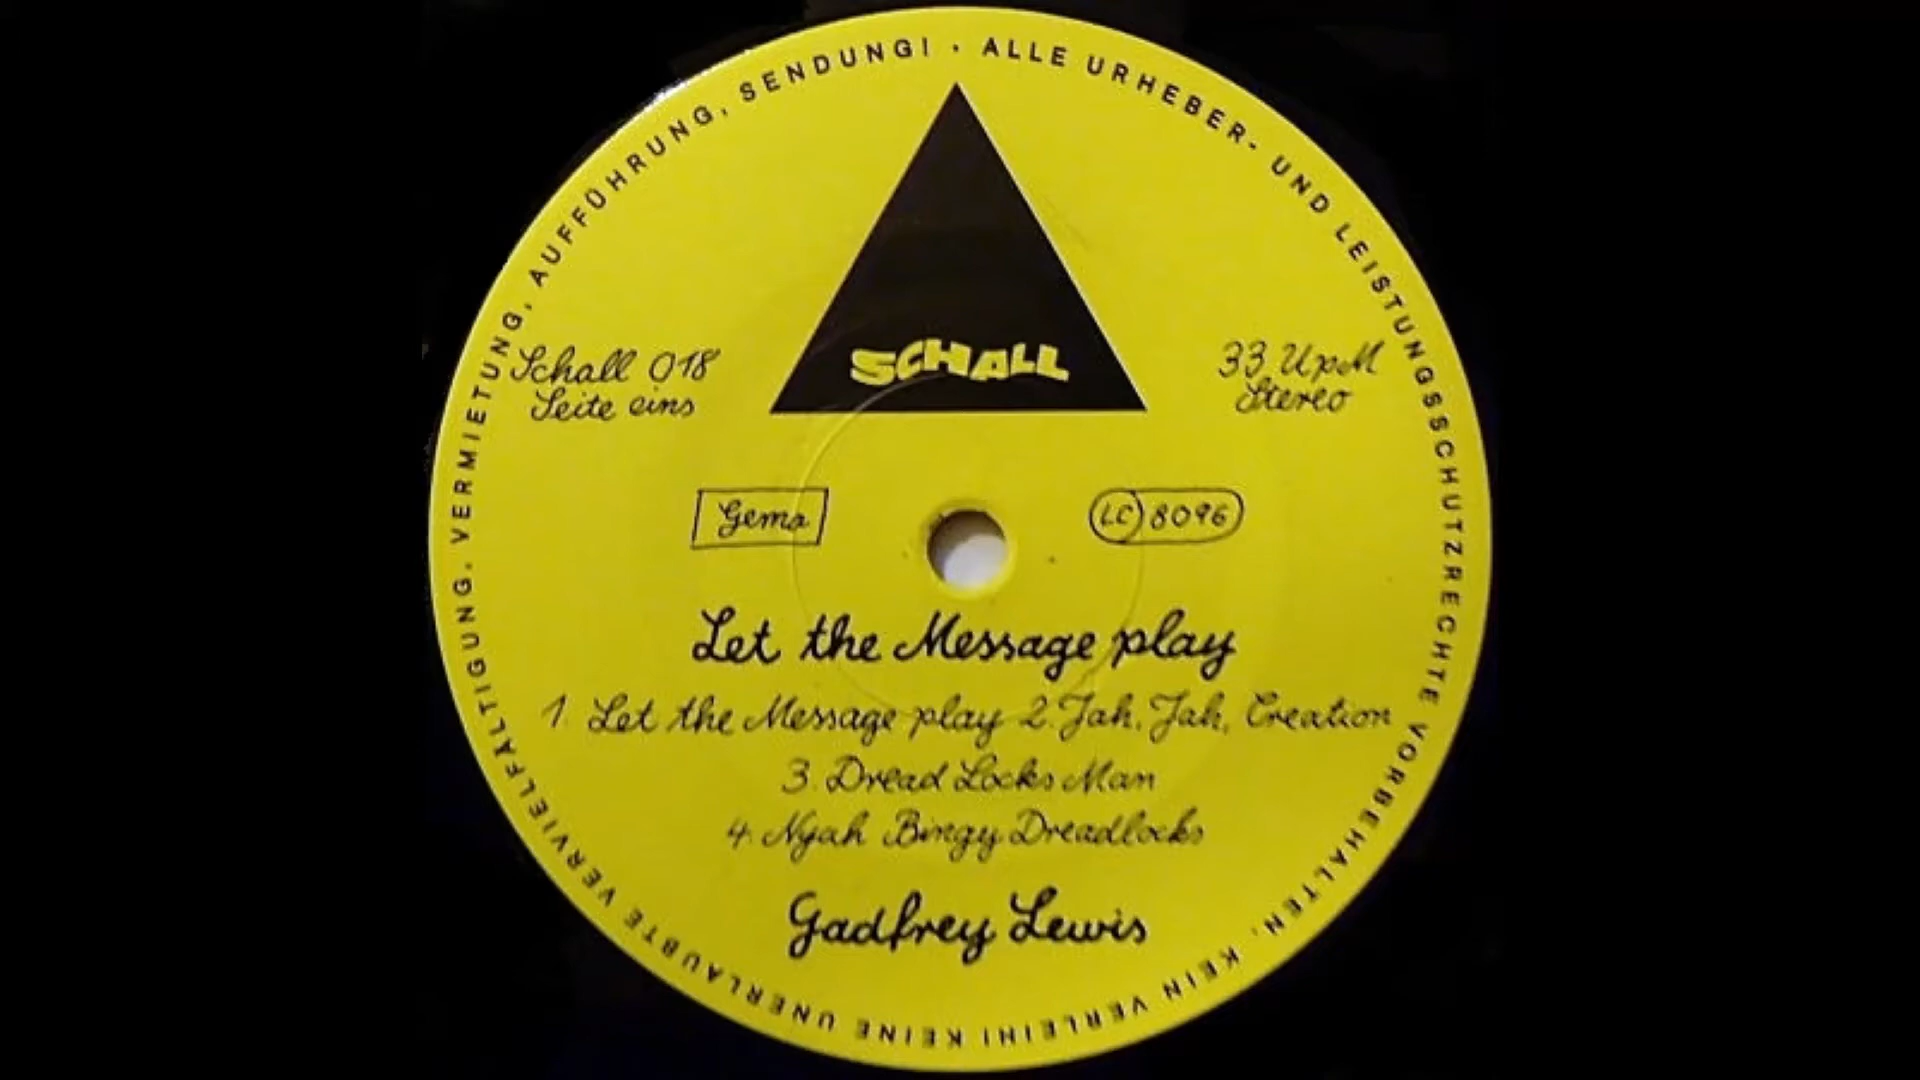 ALLE URHEBER- UND LEISTUNGSSCHUTZRECHTE VORBEHALTEN, KEIN VERLEIH! KEINE UNERLAUBTE VERVIELFÄLTIGUNG, VERMIETUNG, AUFFÜHRUNG, SENDUNG! •
SCHALL
Schall 018
Seite eins
33 UpM
Stereo
Gema
LC 8096
Let the Message play
1. Let the Message play 2. Jah, Jah, Creation
3. Dread Locks Man
4. Nyah Bingy Dreadlocks
Gadfrey Lewis